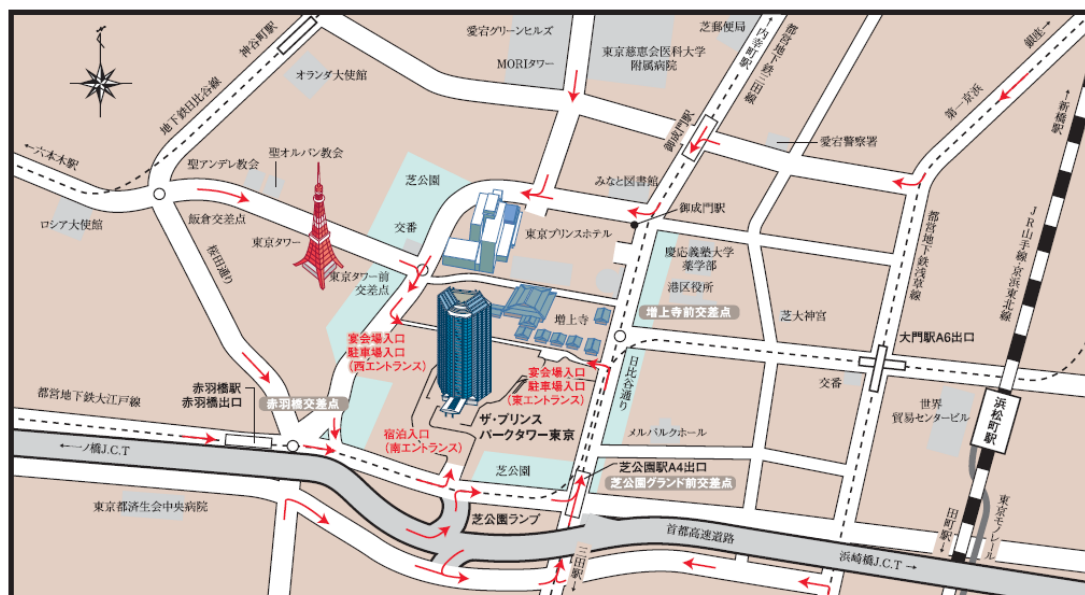 神谷町駅
地下鉄日比谷線
オランダ大使館
愛宕グリーンヒルズ
MORIタワー
芝郵便局
東京慈恵会医科大学
附属病院
←内幸町駅
都営地下鉄三田線
御成門駅
銀座→
第一京浜
←新橋駅
愛宕警察署
←六本木駅
聖アンデレ教会
聖オルバン教会
芝公園
みなと図書館
御成門駅
ロシア大使館
飯倉交差点
東京タワー
交番
東京プリンスホテル
慶応義塾大学
薬学部
港区役所
都営地下鉄浅草線
JR山手線・京浜東北線
桜田通り
東京タワー前
交差点
増上寺
増上寺前交差点
芝大神宮
大門駅A6出口
宴会場入口
駐車場入口
(西エントランス)
宴会場入口
駐車場入口
(東エントランス)
日比谷通り
交番
世界
貿易センタービル
浜松町駅
都営地下鉄大江戸線
赤羽橋駅
赤羽橋出口
赤羽橋交差点
宿泊入口
(南エントランス)
ザ・プリンス
パークタワー東京
メルパルクホール
←一ノ橋J.C.T
芝公園
芝公園駅A4出口
芝公園グランド前交差点
東京都済生会中央病院
芝公園ランプ
首都高速道路
三田駅→
浜崎橋J.C.T→
田町駅→
東京モノレール